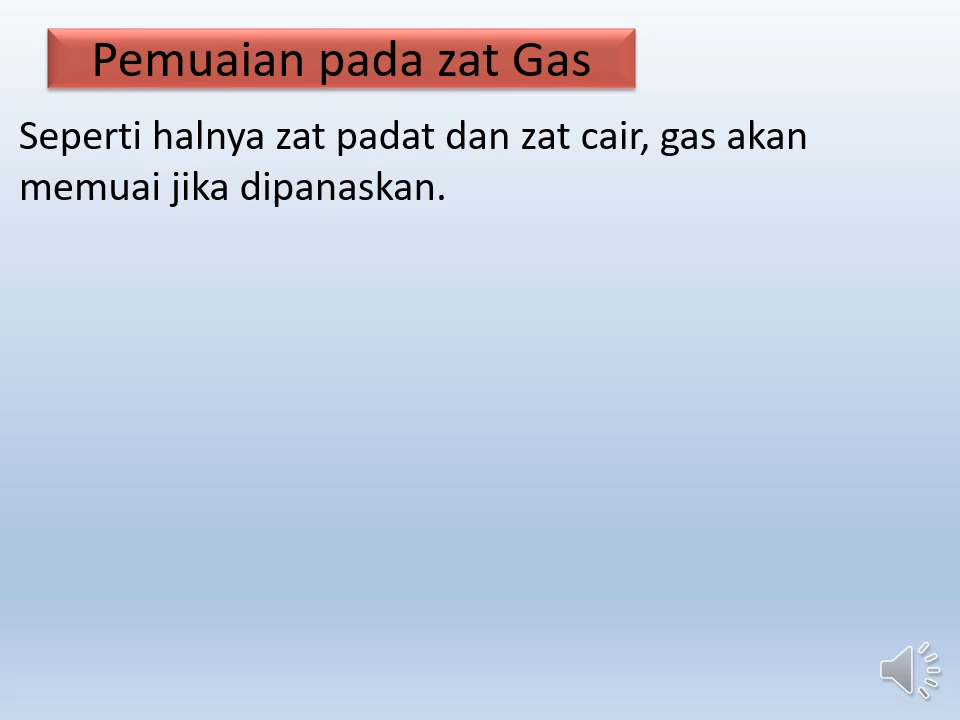 Pemuaian pada zat Gas
Seperti halnya zat padat dan zat cair, gas akan
memuai jika dipanaskan.